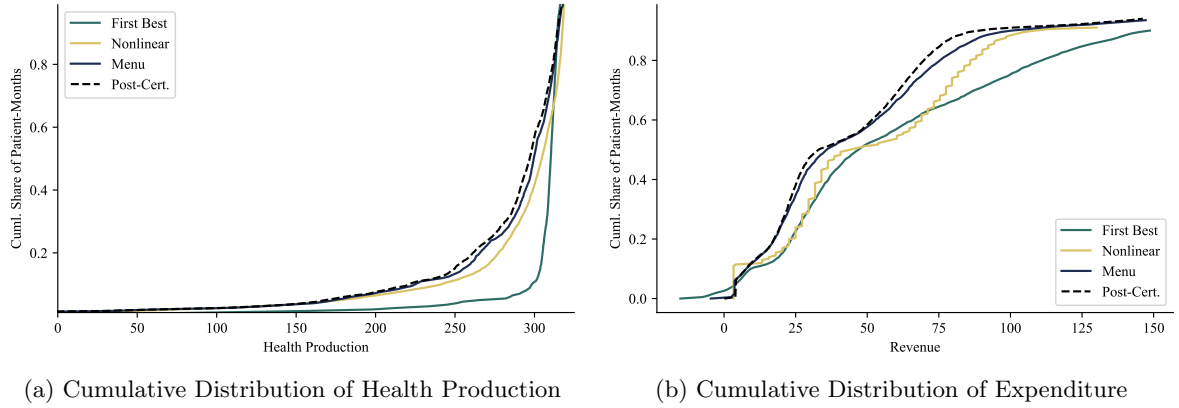 First Best
Nonlinear
Menu
Post-Cert.
0.8
0.6
0.4
0.2
Cuml. Share of Patient-Months
0 50 100 150 200 250 300
Health Production
(a) Cumulative Distribution of Health Production
0.8
0.6
0.4
0.2
0.0
Cuml. Share of Patient-Months
First Best
Nonlinear
Menu
Post-Cert.
0 25 50 75 100 125 150
Revenue
(b) Cumulative Distribution of Expenditure